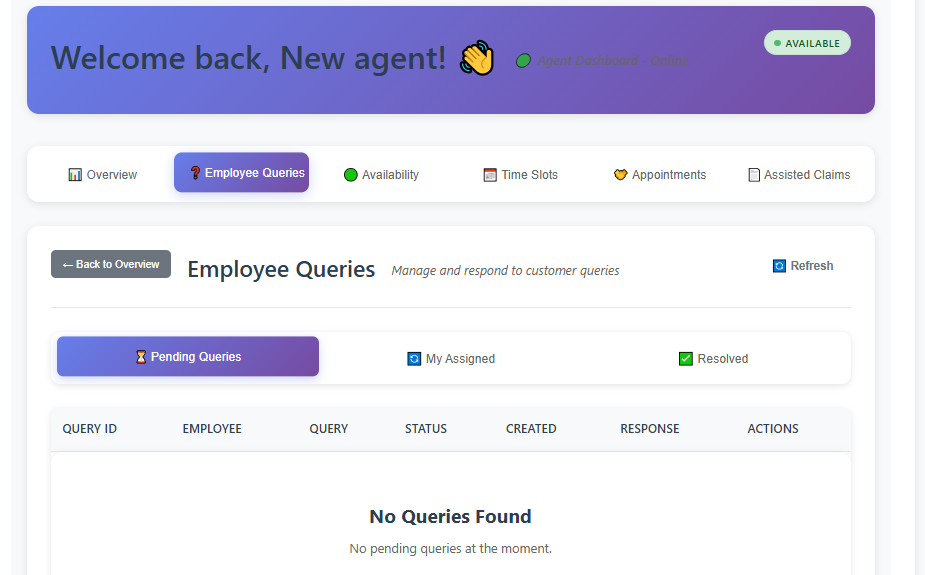 Welcome back, New agent! 👋
Agent Dashboard - Online
AVAILABLE
Overview
Employee Queries
Availability
Time Slots
Appointments
Assisted Claims
← Back to Overview
Employee Queries
Manage and respond to customer queries
Refresh
Pending Queries
My Assigned
Resolved
QUERY ID
EMPLOYEE
QUERY
STATUS
CREATED
RESPONSE
ACTIONS
No Queries Found
No pending queries at the moment.